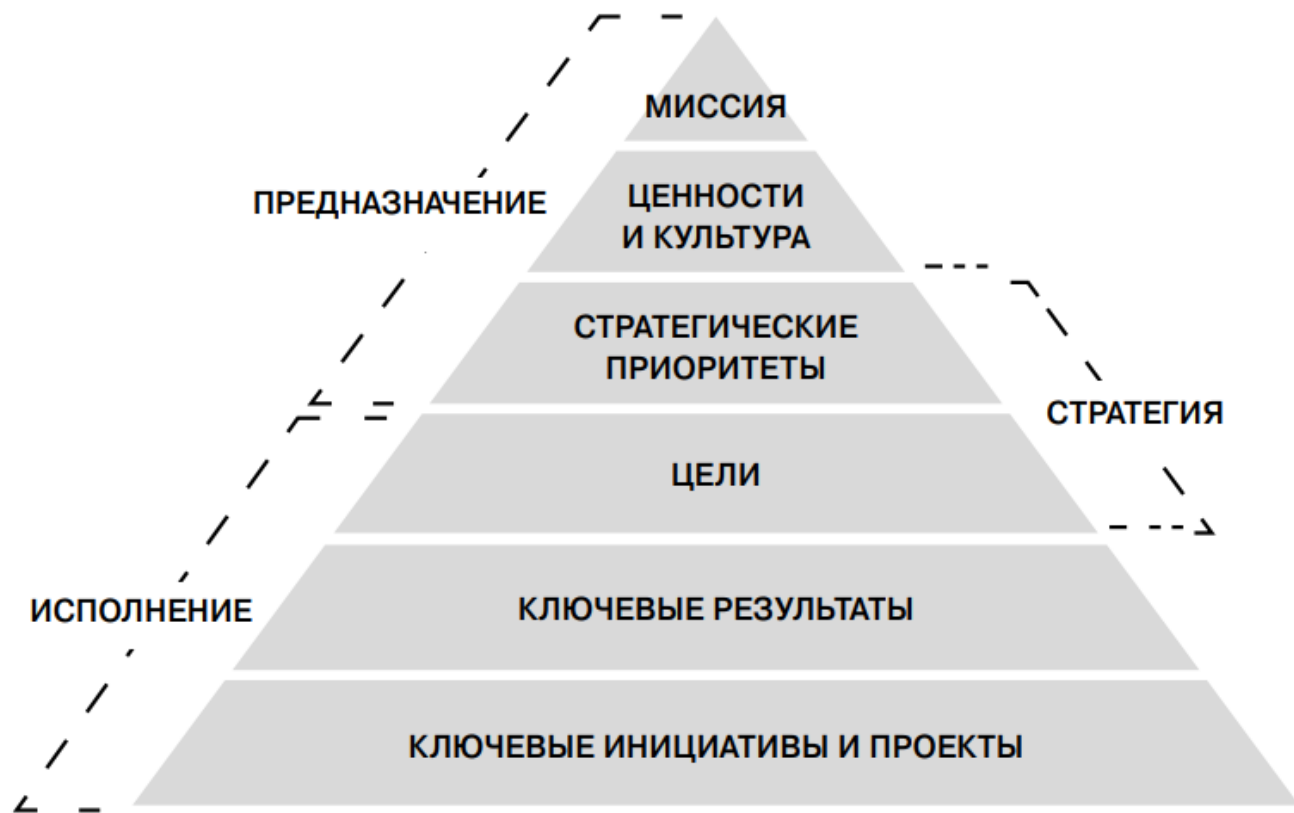 МИССИЯ
ПРЕДНАЗНАЧЕНИЕ
ЦЕННОСТИ
И КУЛЬТУРА
СТРАТЕГИЧЕСКИЕ
ПРИОРИТЕТЫ
СТРАТЕГИЯ
ЦЕЛИ
ИСПОЛНЕНИЕ
КЛЮЧЕВЫЕ РЕЗУЛЬТАТЫ
КЛЮЧЕВЫЕ ИНИЦИАТИВЫ И ПРОЕКТЫ